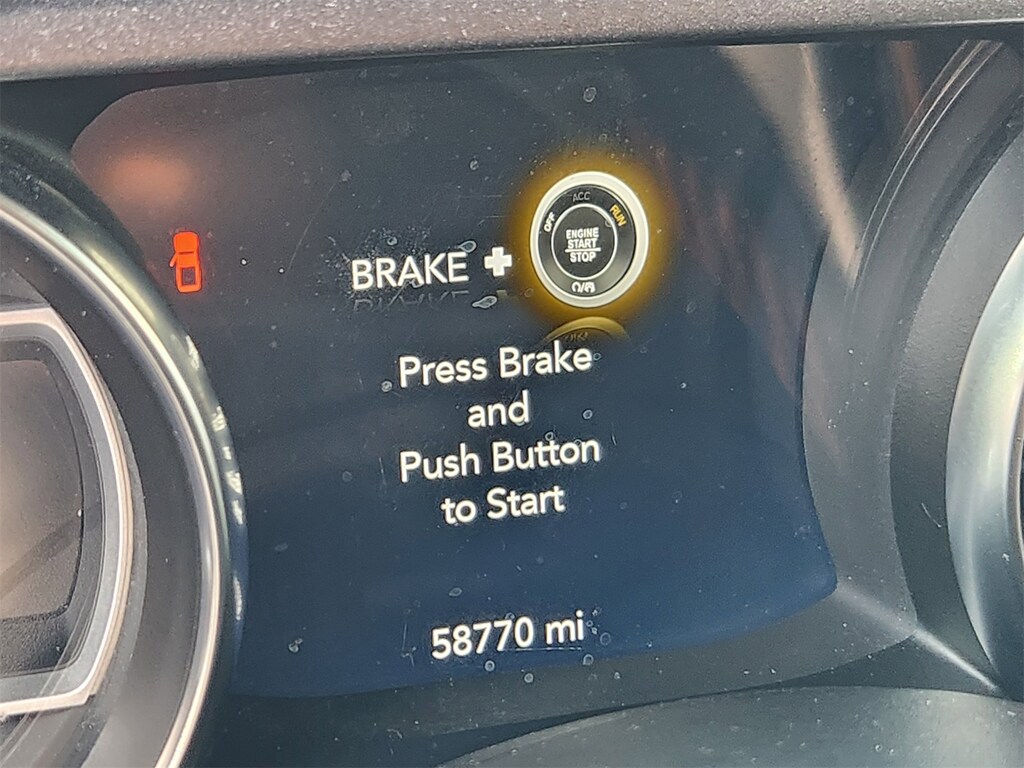 OFF ACC RUN
ENGINE
START
STOP
BRAKE +
Press Brake
and
Push Button
to Start
58770 mi